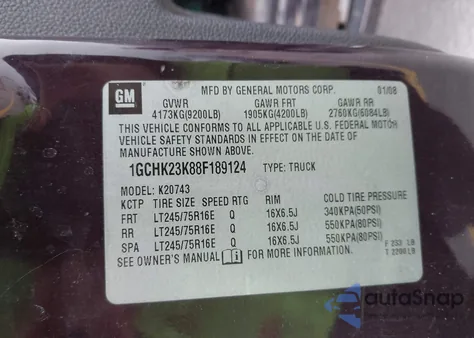 GM
MFD BY GENERAL MOTORS CORP. 01/08
GVWR GAWR FRT GAWR RR
4173KG(9200LB) 1905KG(4200LB) 2760KG(6084LB)
THIS VEHICLE CONFORMS TO ALL APPLICABLE U.S. FEDERAL MOTOR
VEHICLE SAFETY STANDARDS IN EFFECT ON THE DATE OF
MANUFACTURE SHOWN ABOVE.
1GCHK23K88F189124 TYPE: TRUCK
MODEL: K20743
KCTP TIRE SIZE SPEED RTG RIM COLD TIRE PRESSURE
FRT LT245/75R16E Q 16X6.5J 340KPA(50PSI)
RR LT245/75R16E Q 16X6.5J 550KPA(80PSI)
SPA LT245/75R16E Q 16X6.5J 550KPA(80PSI)
SEE OWNER'S MANUAL FOR MORE INFORMATION.
F 233 LB
T 2298 LB
autoSnap